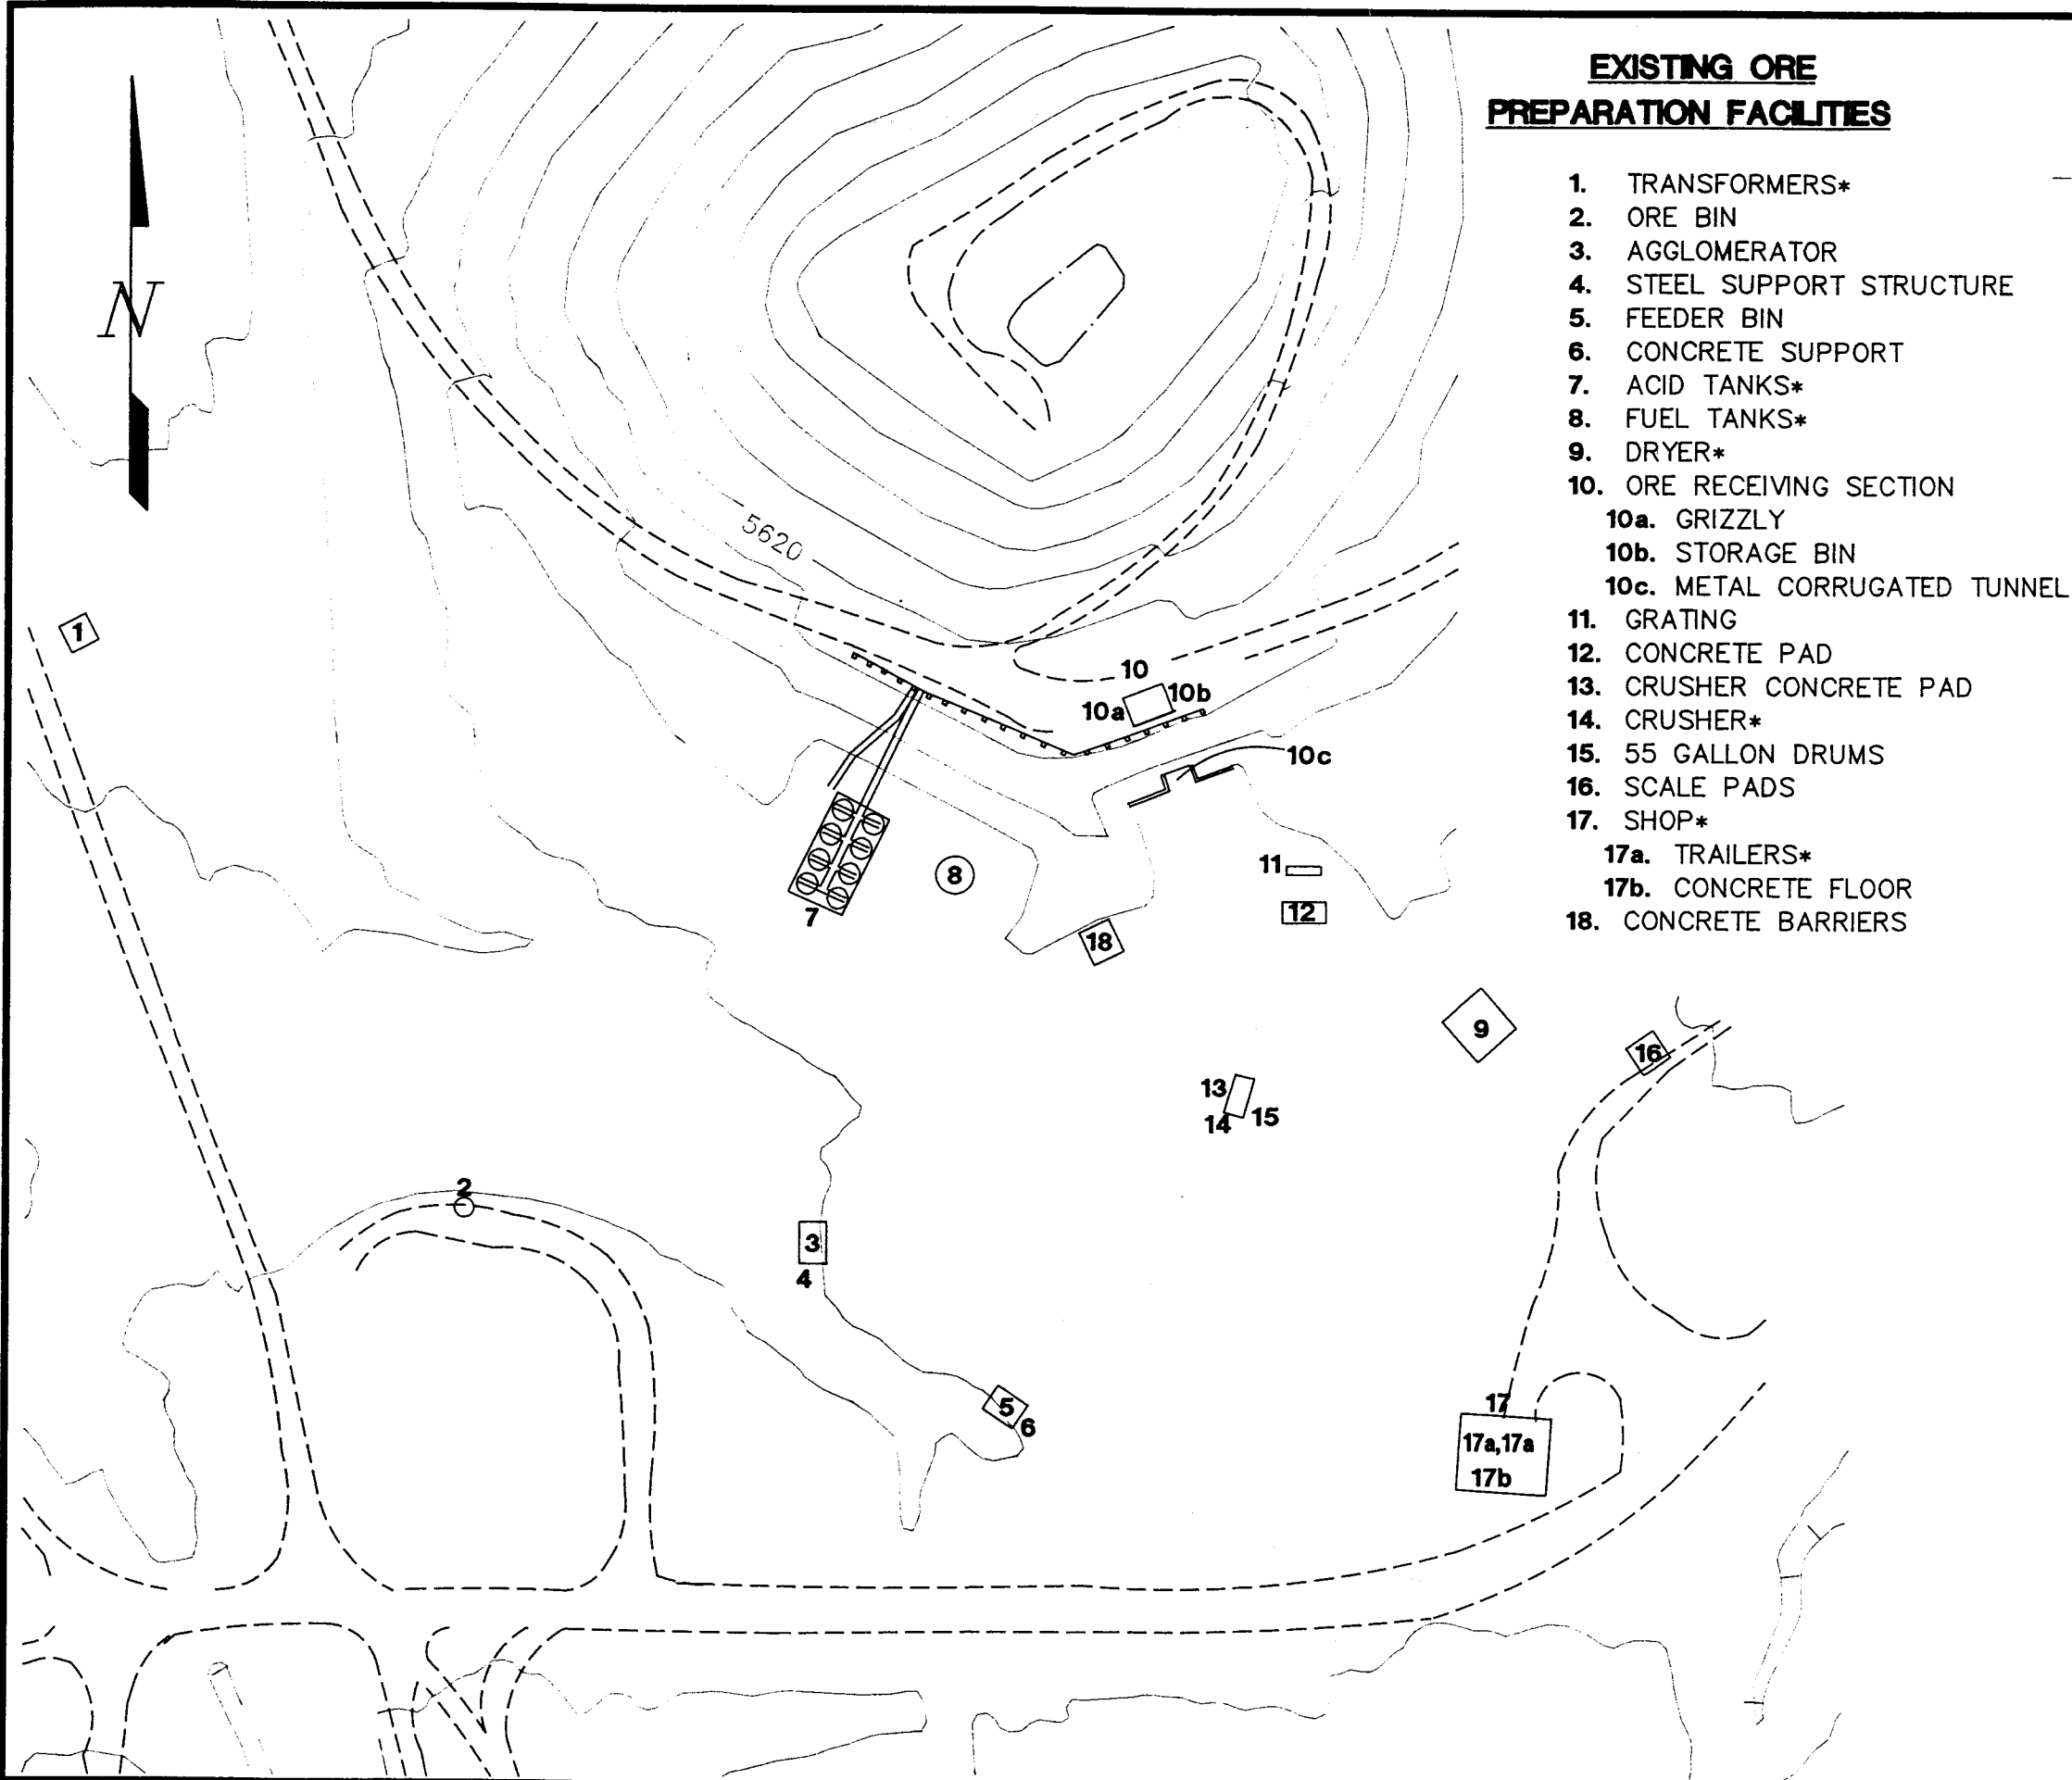 EXISTING ORE
PREPARATION FACILITIES
1. TRANSFORMERS*
2. ORE BIN
3. AGGLOMERATOR
4. STEEL SUPPORT STRUCTURE
5. FEEDER BIN
6. CONCRETE SUPPORT
7. ACID TANKS*
8. FUEL TANKS*
9. DRYER*
10. ORE RECEIVING SECTION
10a. GRIZZLY
10b. STORAGE BIN
10c. METAL CORRUGATED TUNNEL
11. GRATING
12. CONCRETE PAD
13. CRUSHER CONCRETE PAD
14. CRUSHER*
15. 55 GALLON DRUMS
16. SCALE PADS
17. SHOP*
17a. TRAILERS*
17b. CONCRETE FLOOR
18. CONCRETE BARRIERS
N
5620
1
10
10a
10b
10c
11
8
12
7
18
9
16
13
14
15
2
3
4
5
6
17
17a,17a
17b